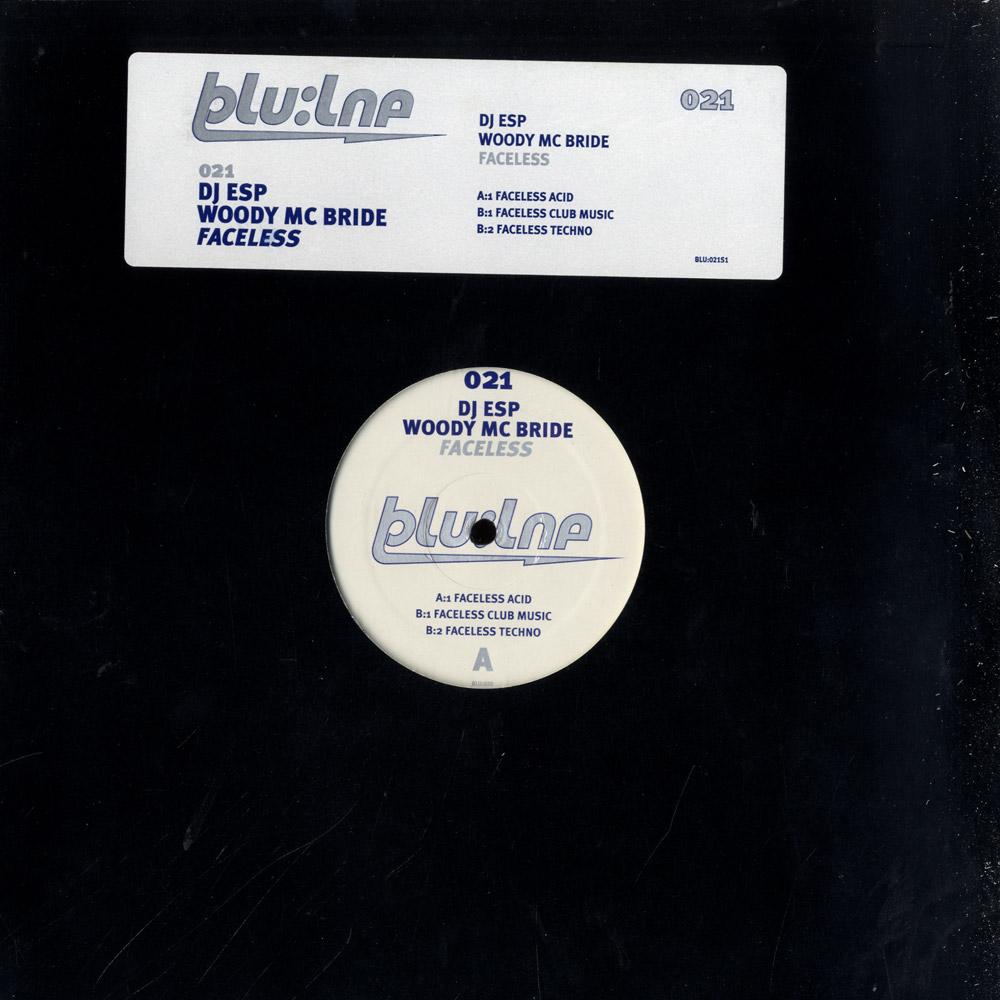 blu:lnp
021
DJ ESP
WOODY MC BRIDE
FACELESS
021
DJ ESP
WOODY MC BRIDE
FACELESS
A:1 FACELESS ACID
B:1 FACELESS CLUB MUSIC
B:2 FACELESS TECHNO
BLU:021S1
021
DJ ESP
WOODY MC BRIDE
FACELESS
blu:lnp
A:1 FACELESS ACID
B:1 FACELESS CLUB MUSIC
B:2 FACELESS TECHNO
A